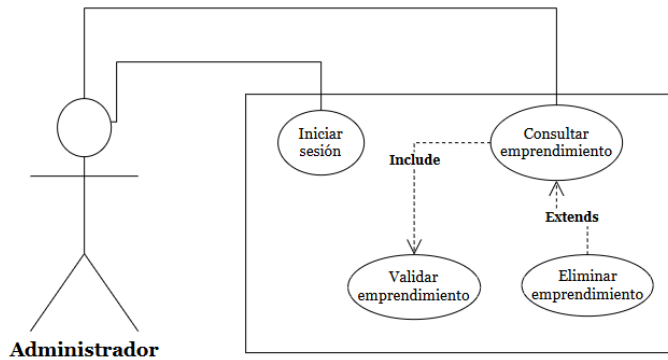 Iniciar
sesión
Consultar
emprendimiento
Include
Extends
Validar
emprendimiento
Eliminar
emprendimiento
Administrador